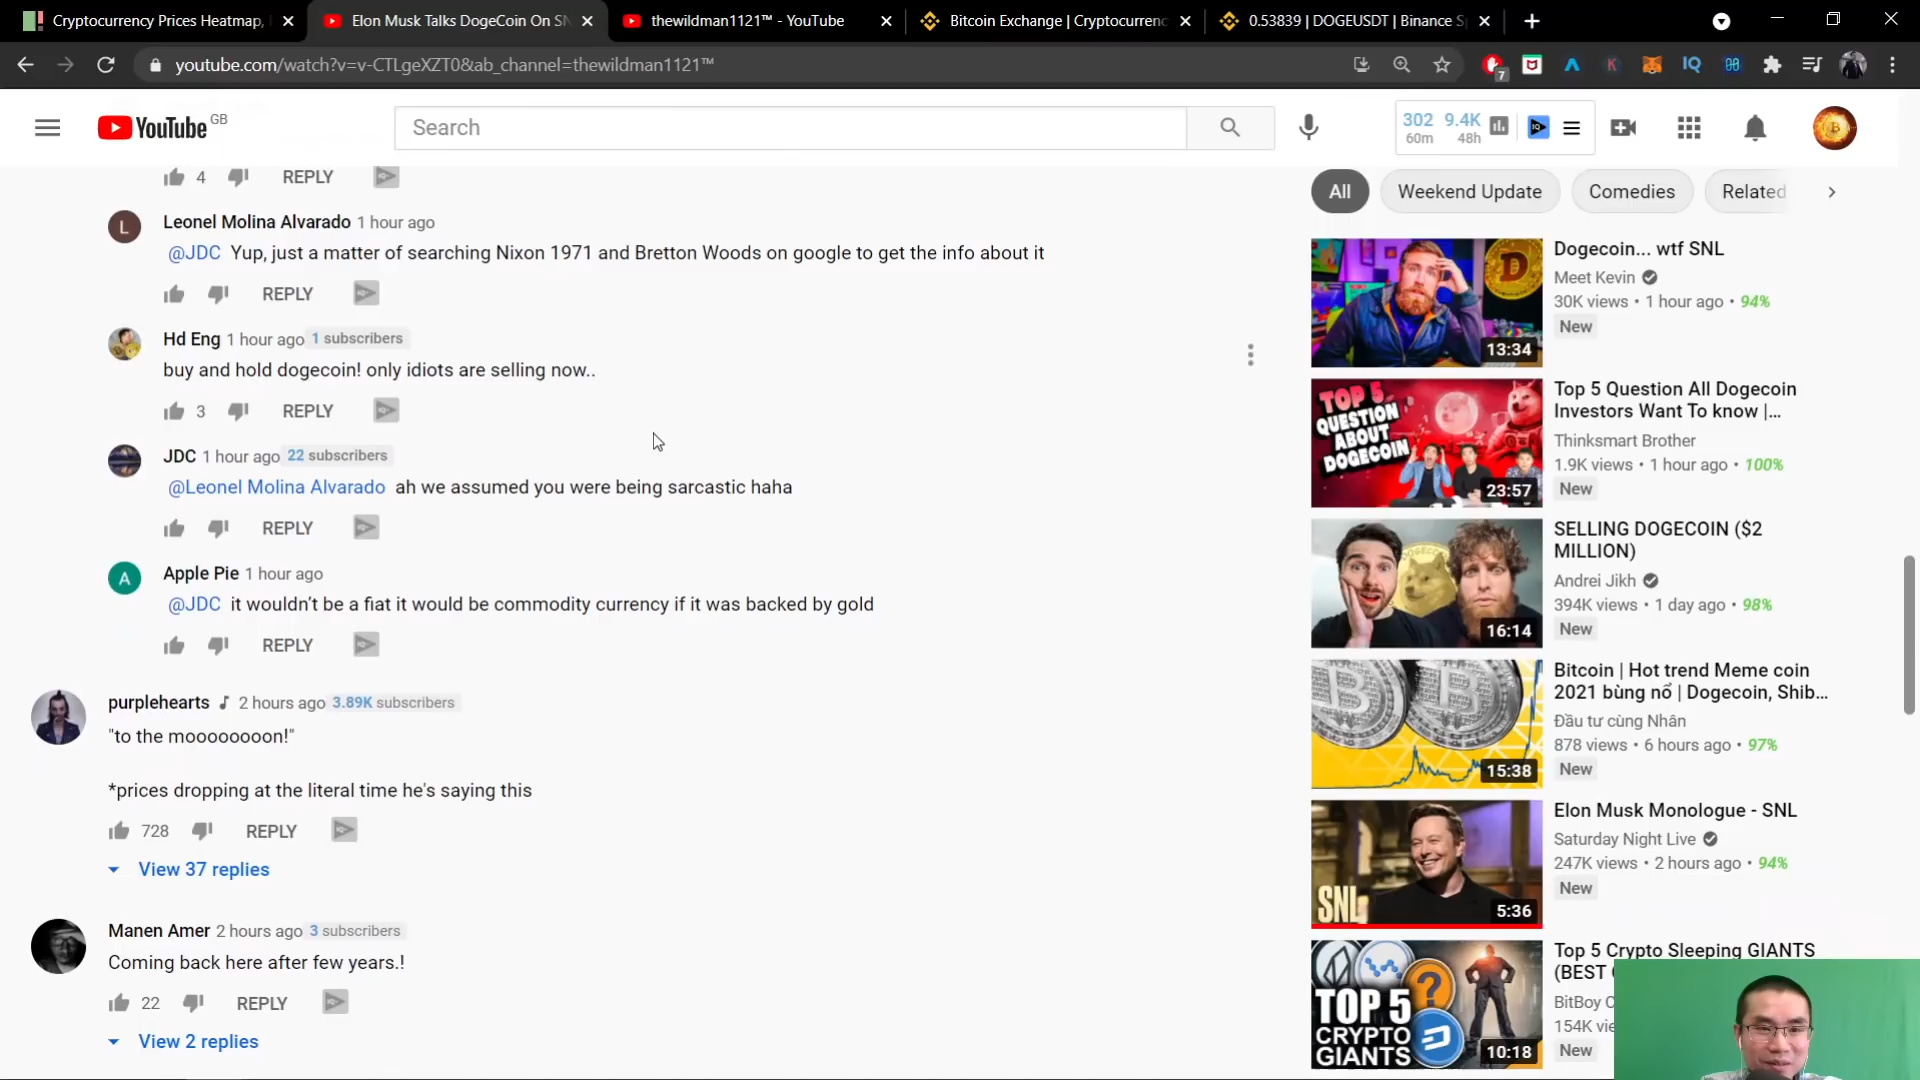 Cryptocurrency Prices Heatmap,
Elon Musk Talks DogeCoin On SN
thewildman1121™ - YouTube
Bitcoin Exchange | Cryptocurrenc
0.53839 | DOGEUSDT | Binance S
youtube.com/watch?v=v-CTLgeXZT0&ab_channel=thewildman1121™
7
IQ
YouTube GB
Search
302 9.4K
60m 48h
4 REPLY
Leonel Molina Alvarado 1 hour ago
@JDC Yup, just a matter of searching Nixon 1971 and Bretton Woods on google to get the info about it
REPLY
Hd Eng 1 hour ago 1 subscribers
buy and hold dogecoin! only idiots are selling now..
3 REPLY
JDC 1 hour ago 22 subscribers
@Leonel Molina Alvarado ah we assumed you were being sarcastic haha
REPLY
Apple Pie 1 hour ago
@JDC it wouldn't be a fiat it would be commodity currency if it was backed by gold
REPLY
purplehearts 2 hours ago 3.89K subscribers
"to the mooooooooon!"
*prices dropping at the literal time he's saying this
728 REPLY
View 37 replies
Manen Amer 2 hours ago 3 subscribers
Coming back here after few years.!
22 REPLY
View 2 replies
L
A
All
Weekend Update
Comedies
Related
Dogecoin... wtf SNL
Meet Kevin
30K views • 1 hour ago • 94%
New
13:34
Top 5 Question All Dogecoin
Investors Want To know |...
Thinksmart Brother
1.9K views • 1 hour ago • 100%
New
TOP 5
QUESTION
ABOUT
DOGECOIN
23:57
SELLING DOGECOIN ($2
MILLION)
Andrei Jikh
394K views • 1 day ago • 98%
New
16:14
Bitcoin | Hot trend Meme coin
2021 bùng nổ | Dogecoin, Shib...
Đầu tư cùng Nhân
878 views • 6 hours ago • 97%
New
15:38
Elon Musk Monologue - SNL
Saturday Night Live
247K views • 2 hours ago • 94%
New
SNL
5:36
Top 5 Crypto Sleeping GIANTS
(BEST
BitBoy C
154K vie
New
TOP 5
CRYPTO
GIANTS
10:18